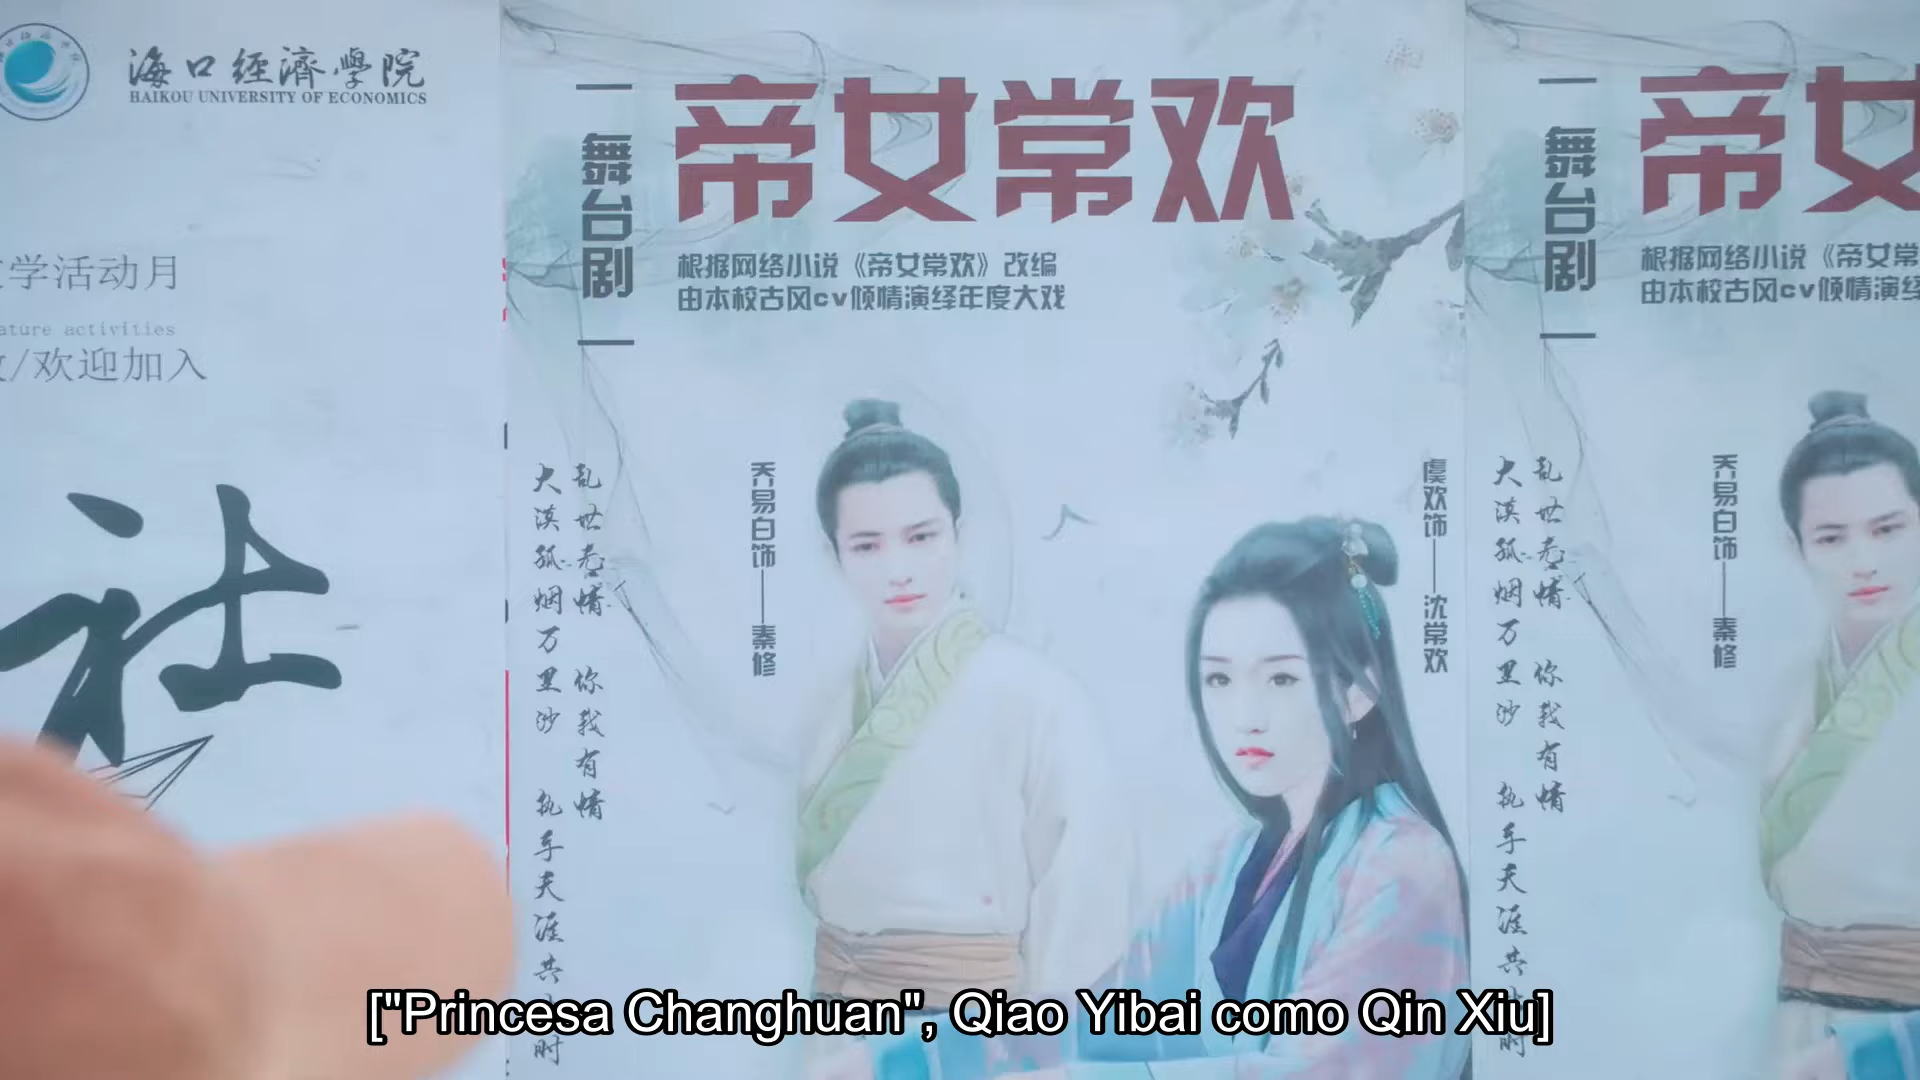 海口经濟學院
HAIKOU UNIVERSITY OF ECONOMICS
学活动月
ature activities
/欢迎加入
社
舞台剧
帝女常欢
根据网络小说《帝女常欢》改编
由本校古风cv倾情演绎年度大戏
乔易白饰——秦修
虞欢饰——沈常欢
乱世无情 你我有情
大漠孤烟万里沙 执手天涯共
舞台剧
帝女
根据网络小说《帝女常
由本校古风cv倾情演绎
乔易白饰——秦修
乱世无情 你我有情
大漠孤烟万里沙 执手天涯共
["Princesa Changhuan", Qiao Yibai como Qin Xiu]